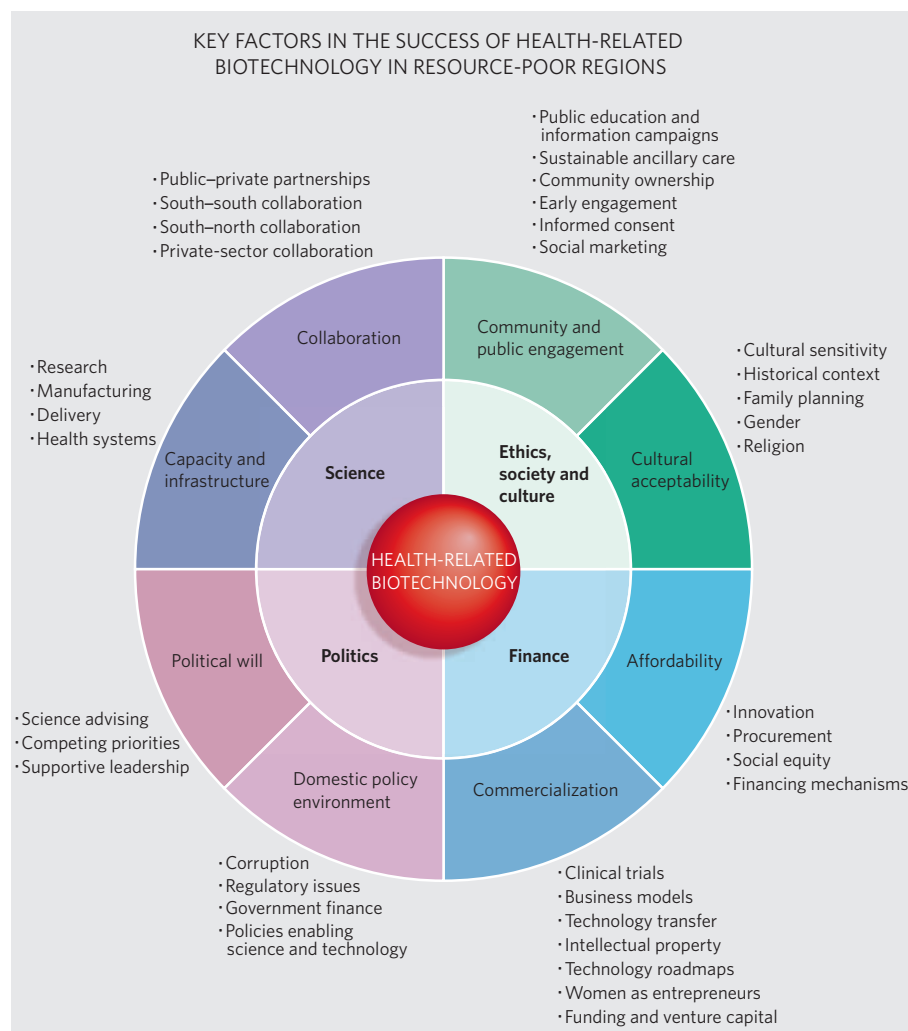 KEY FACTORS IN THE SUCCESS OF HEALTH-RELATED
BIOTECHNOLOGY IN RESOURCE-POOR REGIONS
· Public education and
information campaigns
· Sustainable ancillary care
· Community ownership
· Early engagement
· Informed consent
· Social marketing
· Public–private partnerships
· South–south collaboration
· South–north collaboration
· Private-sector collaboration
Collaboration
Community and
public engagement
· Research
· Manufacturing
· Delivery
· Health systems
· Cultural sensitivity
· Historical context
· Family planning
· Gender
· Religion
Capacity and
infrastructure
Science
Ethics,
society and
culture
Cultural
acceptability
HEALTH-RELATED
BIOTECHNOLOGY
Political will
Politics
Finance
Affordability
· Science advising
· Competing priorities
· Supportive leadership
· Innovation
· Procurement
· Social equity
· Financing mechanisms
Domestic policy
environment
Commercialization
· Corruption
· Regulatory issues
· Government finance
· Policies enabling
science and technology
· Clinical trials
· Business models
· Technology transfer
· Intellectual property
· Technology roadmaps
· Women as entrepreneurs
· Funding and venture capital